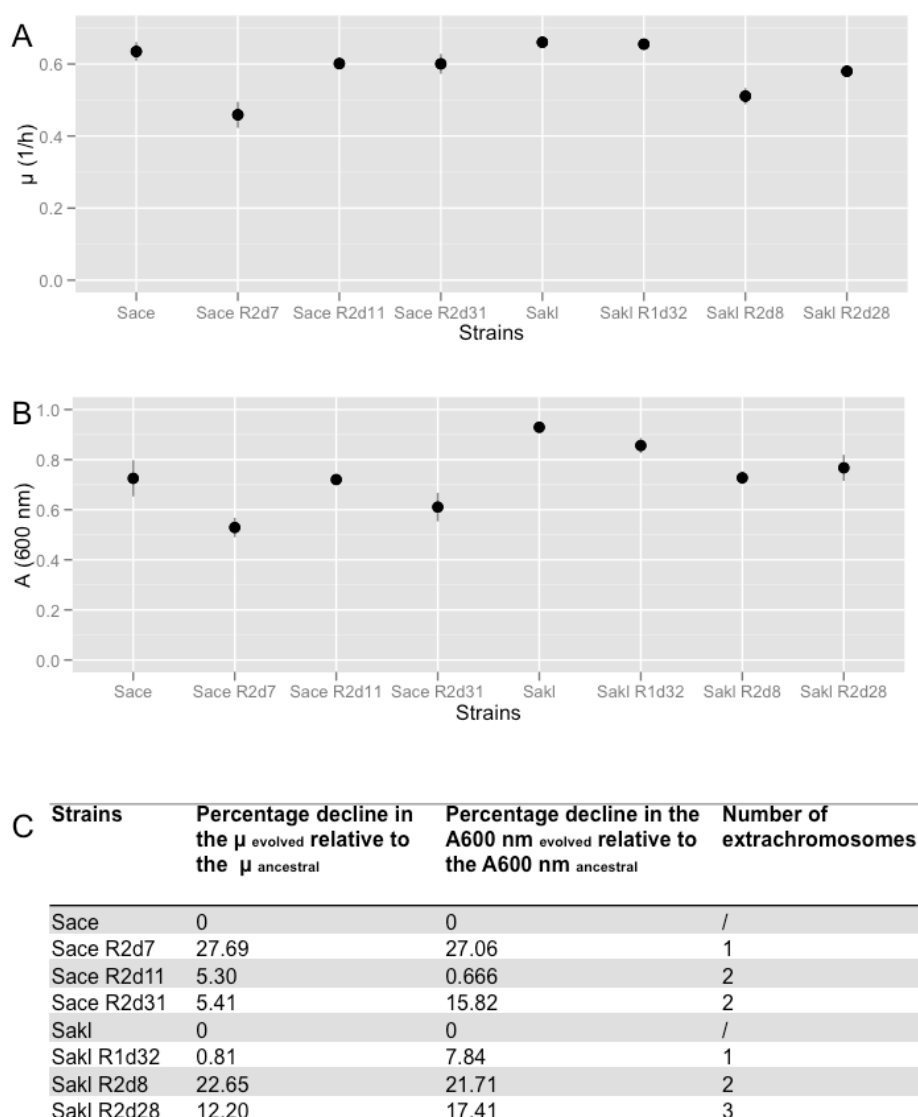 A
0.6
0.4
0.2
0.0
µ (1/h)
Sace Sace R2d7 Sace R2d11 Sace R2d31 Sakl Sakl R1d32 Sakl R2d8 Sakl R2d28
Strains
B
1.0
0.8
0.6
0.4
0.2
0.0
A (600 nm)
Sace Sace R2d7 Sace R2d11 Sace R2d31 Sakl Sakl R1d32 Sakl R2d8 Sakl R2d28
Strains
C
Strains Percentage decline in Percentage decline in the Number of
the µ evolved relative to A600 nm evolved relative to extrachromosomes
the µ ancestral the A600 nm ancestral
Sace 0 0 /
Sace R2d7 27.69 27.06 1
Sace R2d11 5.30 0.666 2
Sace R2d31 5.41 15.82 2
Sakl 0 0 /
Sakl R1d32 0.81 7.84 1
Sakl R2d8 22.65 21.71 2
Sakl R2d28 12.20 17.41 3